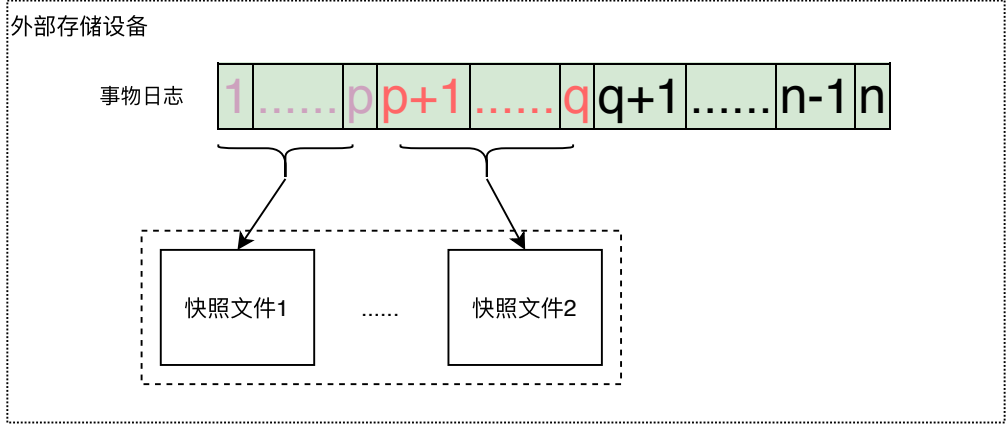 外部存储设备
事物日志 1 ...... p p+1 ...... q q+1 ...... n-1 n
快照文件1 ...... 快照文件2